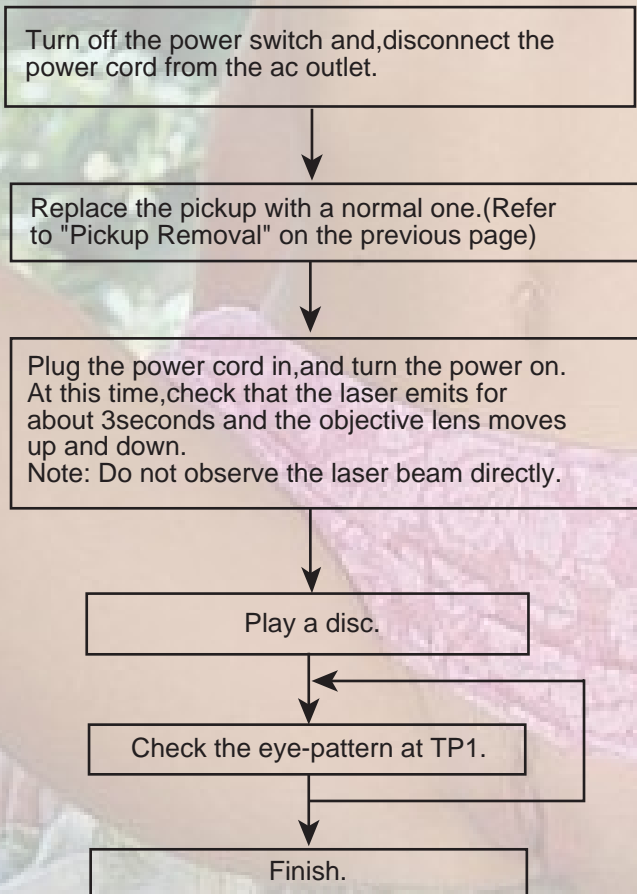 Turn off the power switch and,disconnect the
power cord from the ac outlet.
Replace the pickup with a normal one.(Refer
to "Pickup Removal" on the previous page)
Plug the power cord in,and turn the power on.
At this time,check that the laser emits for
about 3seconds and the objective lens moves
up and down.
Note: Do not observe the laser beam directly.
Play a disc.
Check the eye-pattern at TP1.
Finish.